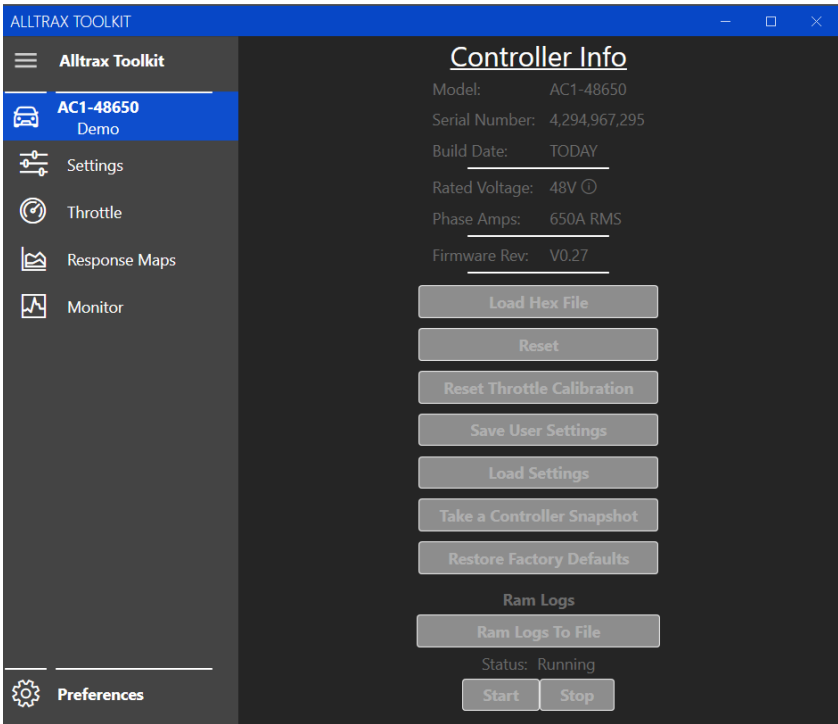 ALLTRAX TOOLKIT
Alltrax Toolkit
AC1-48650
Demo
Settings
Throttle
Response Maps
Monitor
Preferences
Controller Info
Model: AC1-48650
Serial Number: 4,294,967,295
Build Date: TODAY
Rated Voltage: 48V
Phase Amps: 650A RMS
Firmware Rev: V0.27
Load Hex File
Reset
Reset Throttle Calibration
Save User Settings
Load Settings
Take a Controller Snapshot
Restore Factory Defaults
Ram Logs
Ram Logs To File
Status: Running
Start Stop